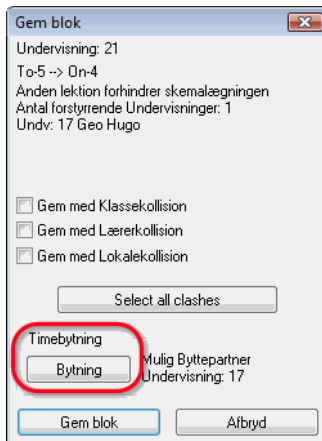 Gem blok
Undervisning: 21
To-5 --> On-4
Anden lektion forhindrer skemalægningen
Antal forstyrrende Undervisninger: 1
Undv: 17 Geo Hugo
Gem med Klassekollision
Gem med Lærerkollision
Gem med Lokalekollision
Select all clashes
Timebytning
Bytning
Mulig Byttepartner
Undervisning: 17
Gem blok
Afbryd